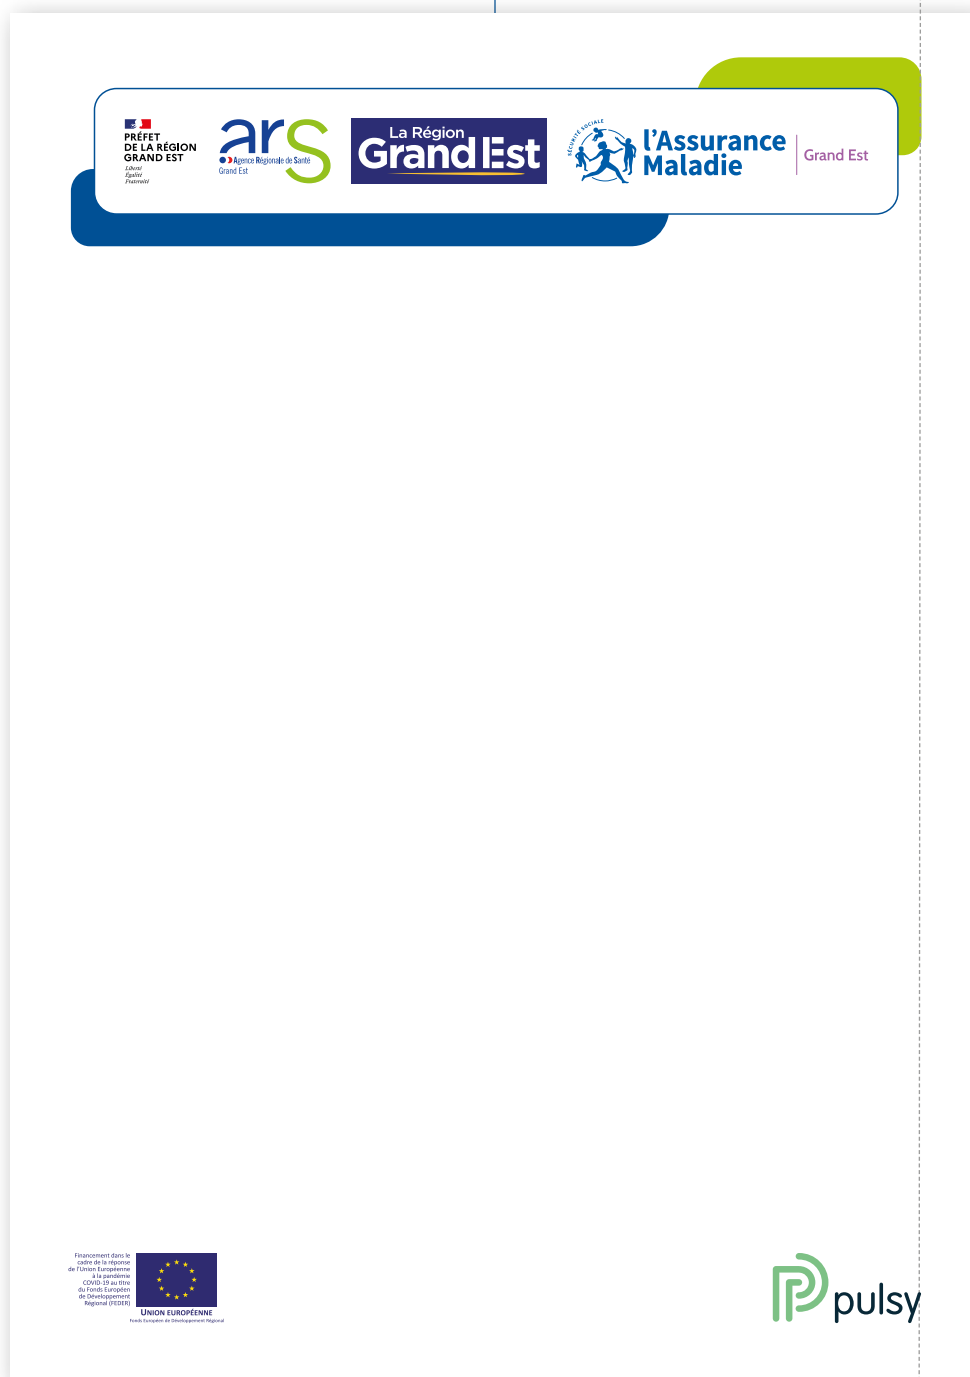 PRÉFET
DE LA RÉGION
GRAND EST
Liberté
Égalité
Fraternité
ars
Agence Régionale de Santé
Grand Est
La Région
Grand Est
SÉCURITÉ SOCIALE
l'Assurance
Maladie
Grand Est
Financement dans le
cadre de la réponse
de l'Union Européenne
à la pandémie
COVID-19 au titre
du Fonds Européen
de Développement
Régional (FEDER)
UNION EUROPÉENNE
Fonds Européen de Développement Régional
pulsy